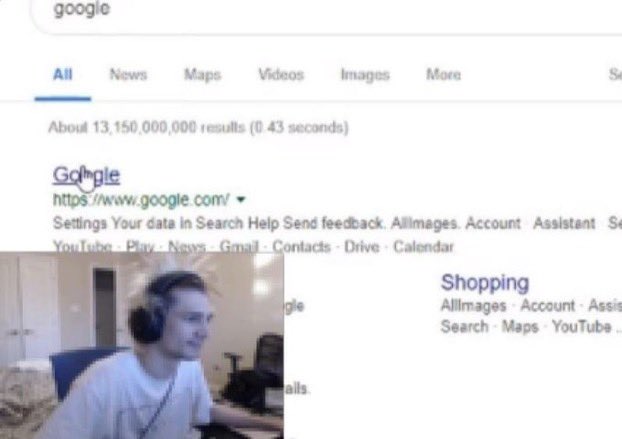 google
All News Maps Videos Images More
About 13,150,000,000 results (0.43 seconds)
Google
https://www.google.com/
Settings Your data in Search Help Send feedback. AllImages. Account · Assistant
YouTube · Play · News · Gmail · Contacts · Drive · Calendar
Shopping
gle AllImages · Account · Assis
Search · Maps · YouTube ...
ails.